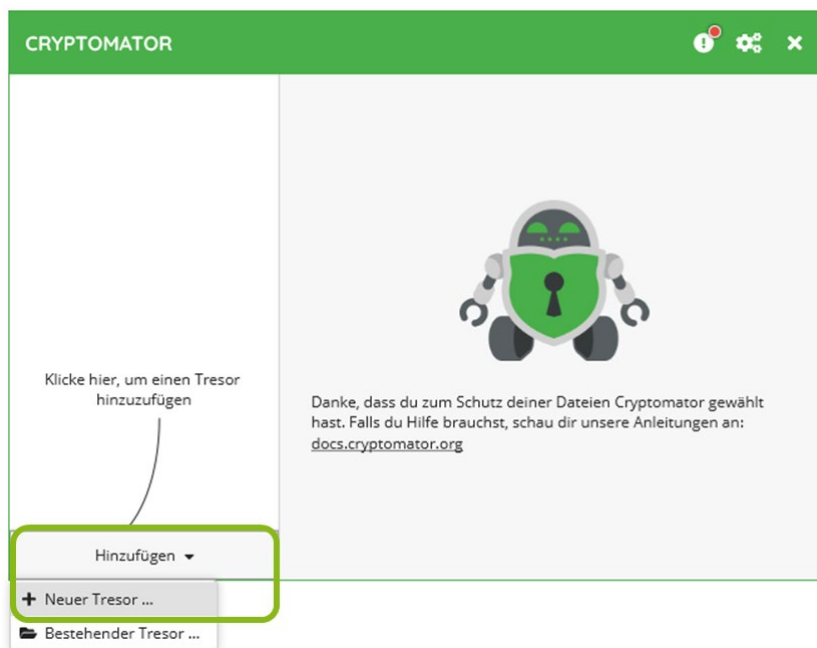 CRYPTOMATOR
Klicke hier, um einen Tresor
hinzuzufügen
Danke, dass du zum Schutz deiner Dateien Cryptomator gewählt
hast. Falls du Hilfe brauchst, schau dir unsere Anleitungen an:
docs.cryptomator.org
Hinzufügen
Neuer Tresor ...
Bestehender Tresor ...